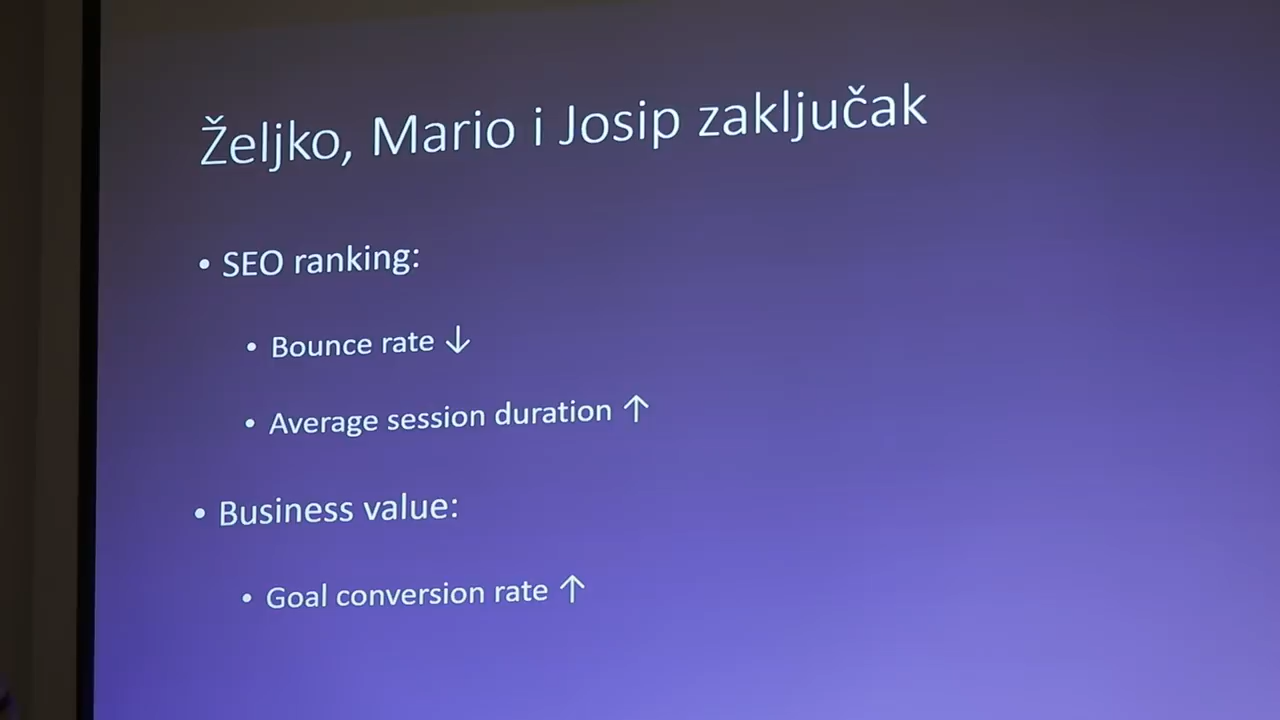 Željko, Mario i Josip zaključak
• SEO ranking:
• Bounce rate ↓
• Average session duration ↑
• Business value:
• Goal conversion rate ↑